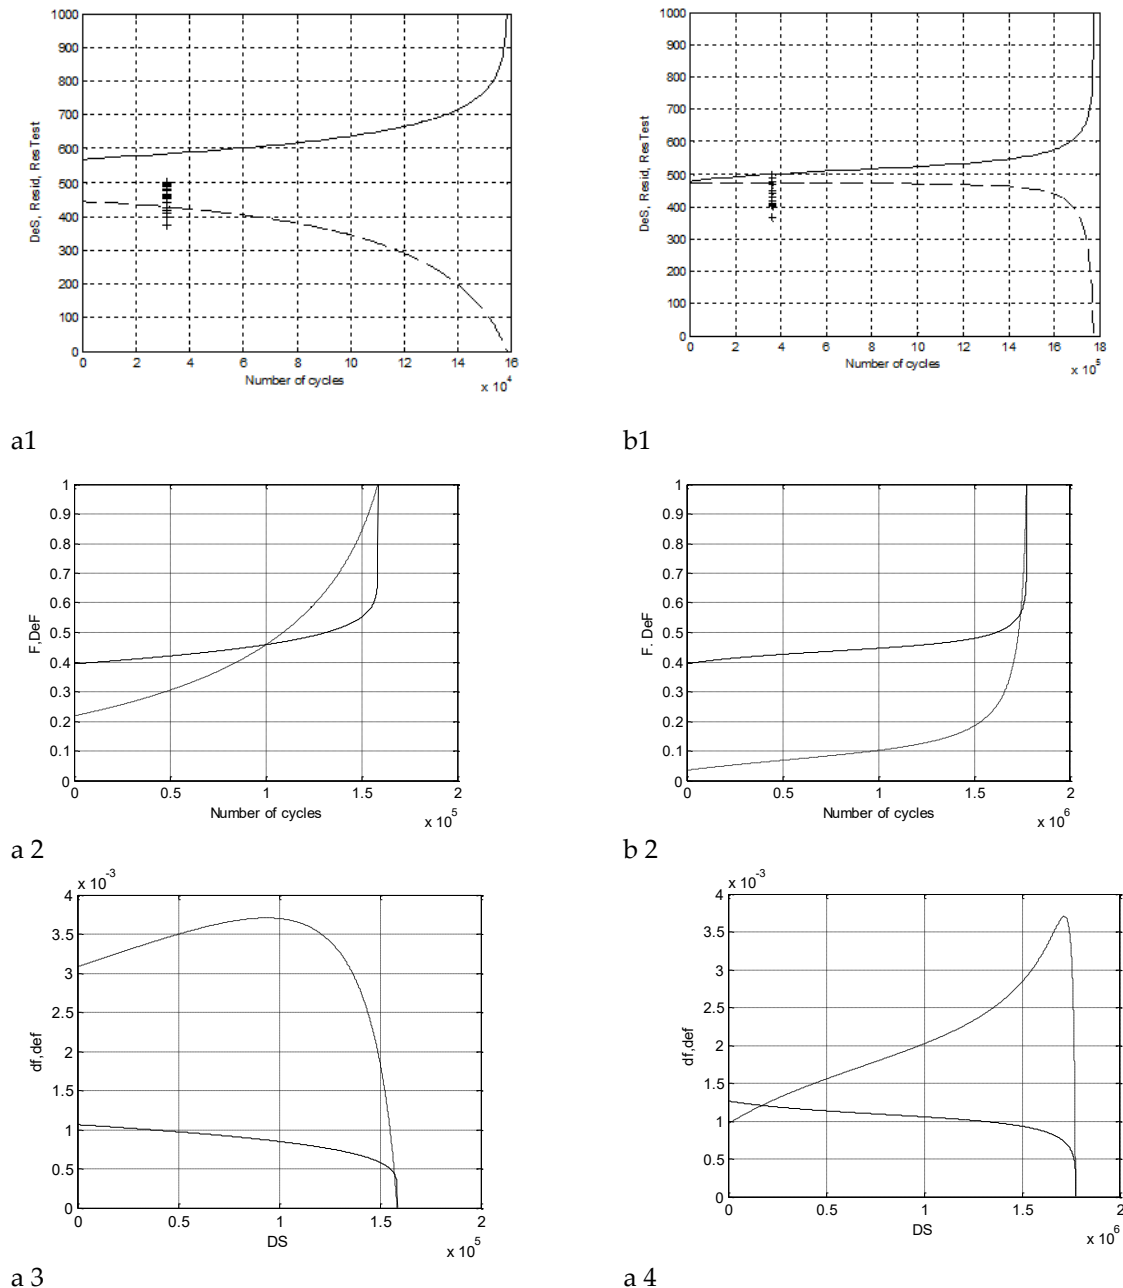 1000
900
800
700
600
500
400
300
200
100
0
DeS, Resid, ResTest
0 2 4 6 8 10 12 14 16
Number of cycles
x 10^4
a1
1000
900
800
700
600
500
400
300
200
100
0
DeS, Resid, ResTest
0 2 4 6 8 10 12 14 16 18
Number of cycles
x 10^5
b1
1
0.9
0.8
0.7
0.6
0.5
0.4
0.3
0.2
0.1
0
F,DeF
0 0.5 1 1.5 2
Number of cycles
x 10^5
a 2
1
0.9
0.8
0.7
0.6
0.5
0.4
0.3
0.2
0.1
0
F. DeF
0 0.5 1 1.5 2
Number of cycles
x 10^6
b 2
x 10^-3
4
3.5
3
2.5
2
1.5
1
0.5
0
df,def
0 0.5 1 1.5 2
DS
x 10^5
a 3
x 10^-3
4
3.5
3
2.5
2
1.5
1
0.5
0
df,def
0 0.5 1 1.5 2
DS
x 10^6
a 4